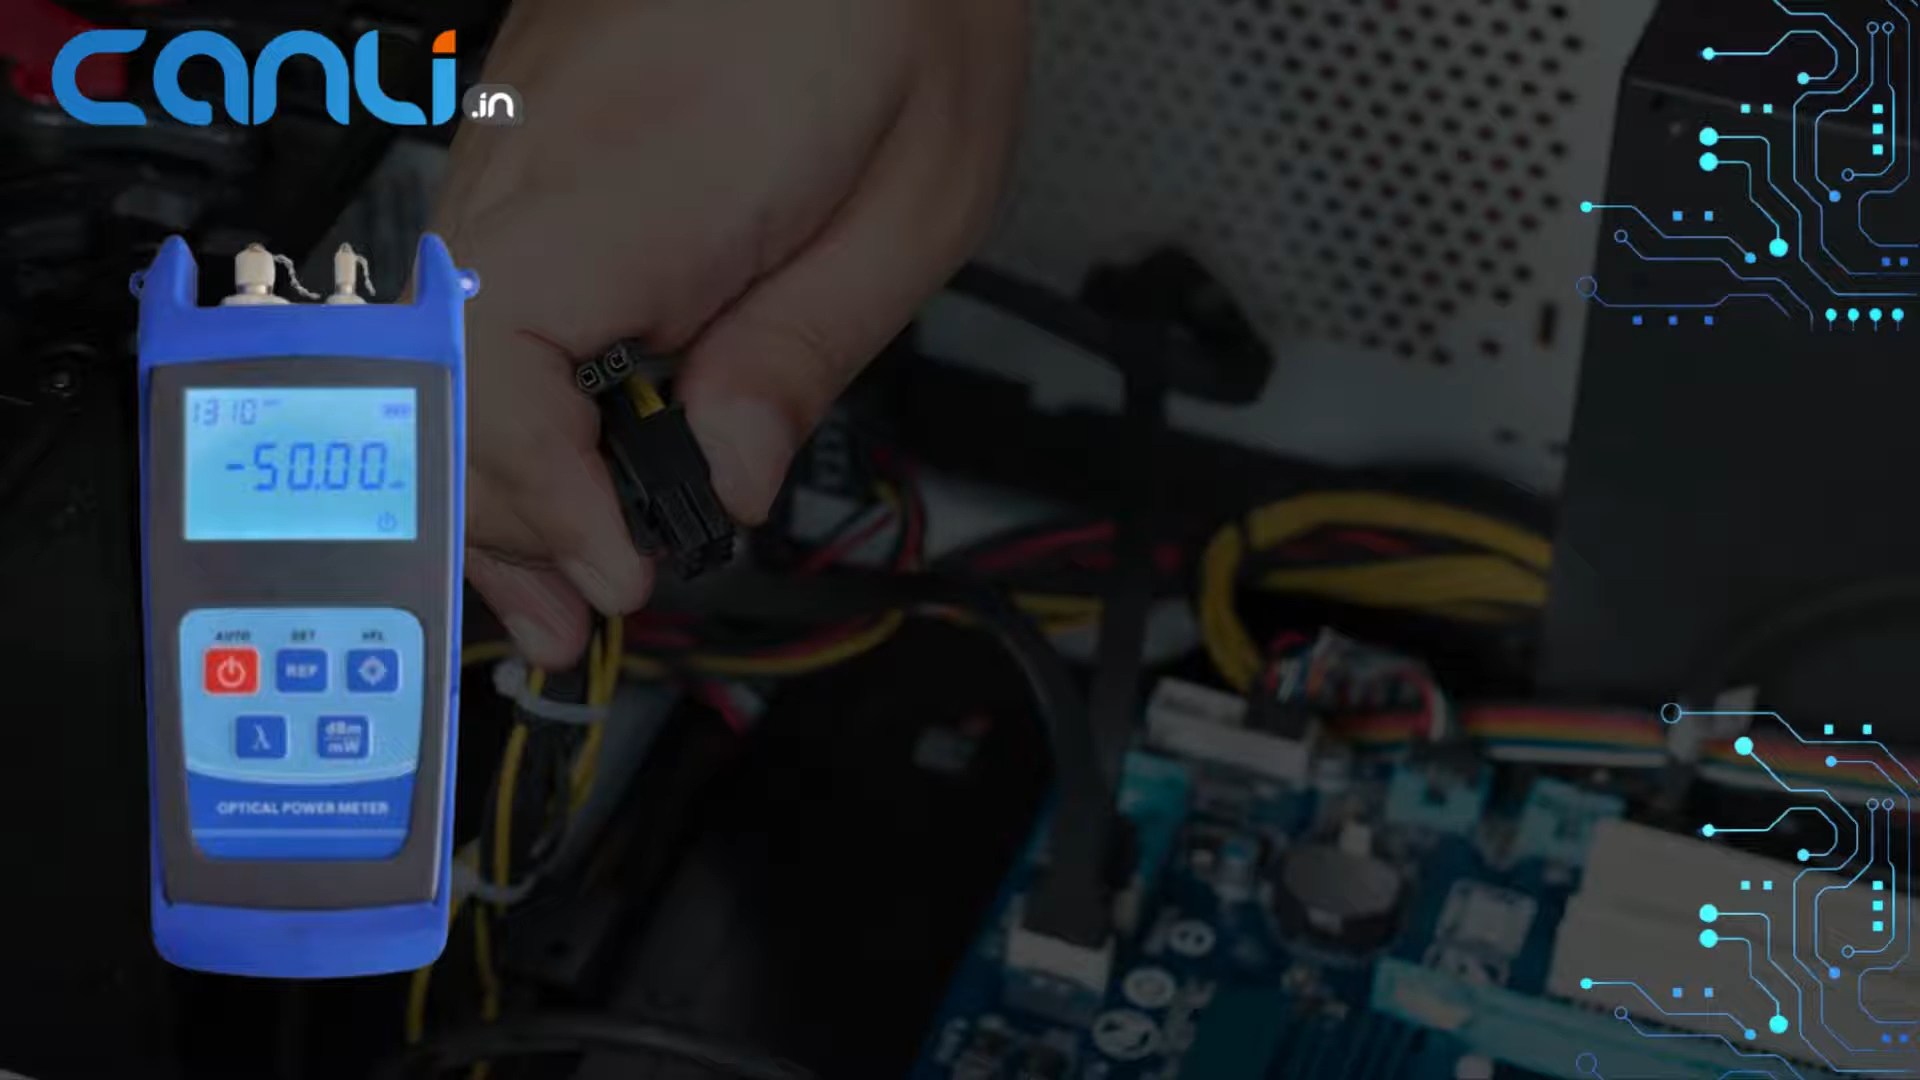 canLi
.in
1310
-50.00
AUTO SET VFL
REF
λ dBm
mW
OPTICAL POWER METER